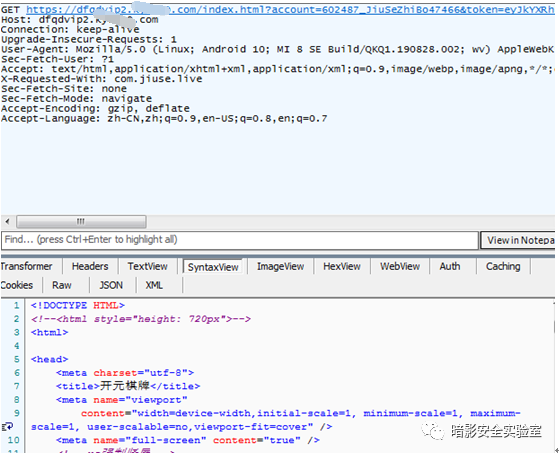 GET https://dfqdvip2.ky.com/index.html?account=602487_JiuSeZhiBo47466&token=eyJkYXRh
Host: dfqdvip2.ky.com
Connection: keep-alive
Upgrade-Insecure-Requests: 1
User-Agent: Mozilla/5.0 (Linux; Android 10; MI 8 SE Build/QKQ1.190828.002; wv) AppleWebK
Sec-Fetch-User: ?1
Accept: text/html,application/xhtml+xml,application/xml;q=0.9,image/webp,image/apng,*/*;
X-Requested-With: com.jiuse.live
Sec-Fetch-Site: none
Sec-Fetch-Mode: navigate
Accept-Encoding: gzip, deflate
Accept-Language: zh-CN,zh;q=0.9,en-US;q=0.8,en;q=0.7
Find... (press Ctrl+Enter to highlight all) View in Notepa
Transformer Headers TextView SyntaxView ImageView HexView WebView Auth Caching
Cookies Raw JSON XML
1 <!DOCTYPE HTML>
2 <!--<html style="height: 720px">-->
3 <html>
4
5 <head>
6 <meta charset="utf-8">
7 <title>开元棋牌</title>
8 <meta name="viewport"
9 content="width=device-width,initial-scale=1, minimum-scale=1, maximum-
scale=1, user-scalable=no,viewport-fit=cover" />
10 <meta name="full-screen" content="true" />
11
暗影安全实验室